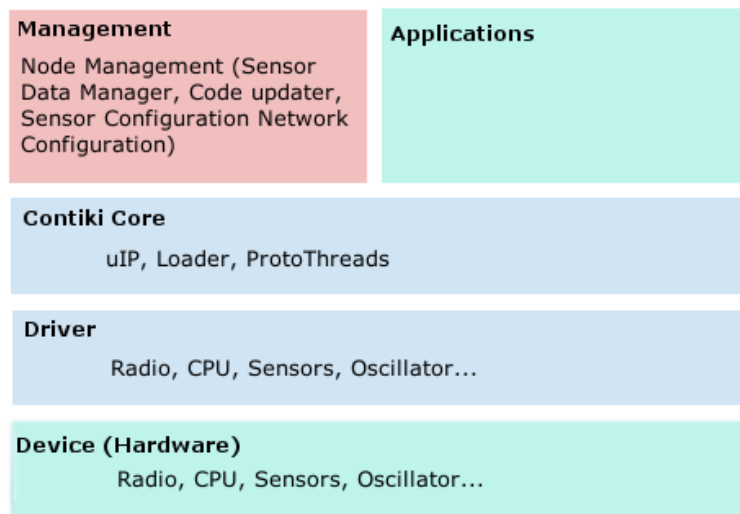 Management
Node Management (Sensor
Data Manager, Code updater,
Sensor Configuration Network
Configuration)
Applications
Contiki Core
uIP, Loader, ProtoThreads
Driver
Radio, CPU, Sensors, Oscillator...
Device (Hardware)
Radio, CPU, Sensors, Oscillator...